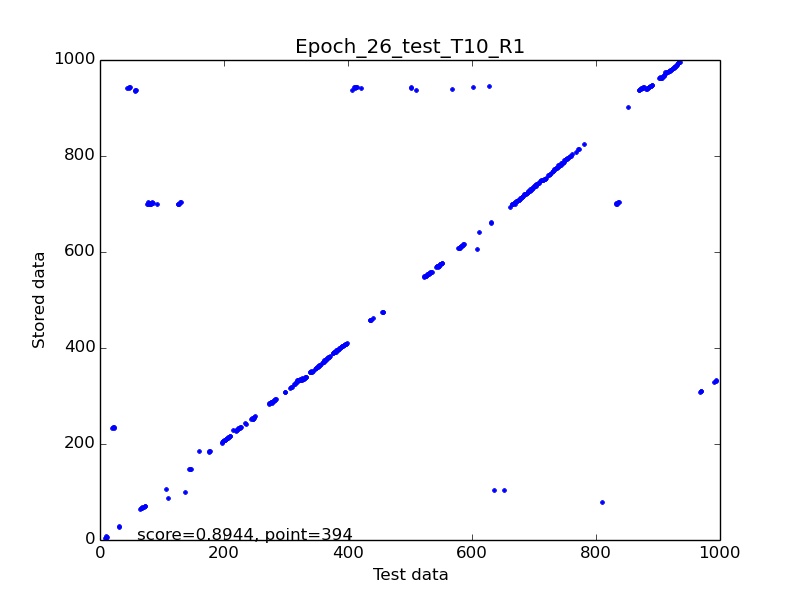 Epoch_26_test_T10_R1
1000
800
600
400
200
0
Stored data
score=0.8944, point=394
0 200 400 600 800 1000
Test data